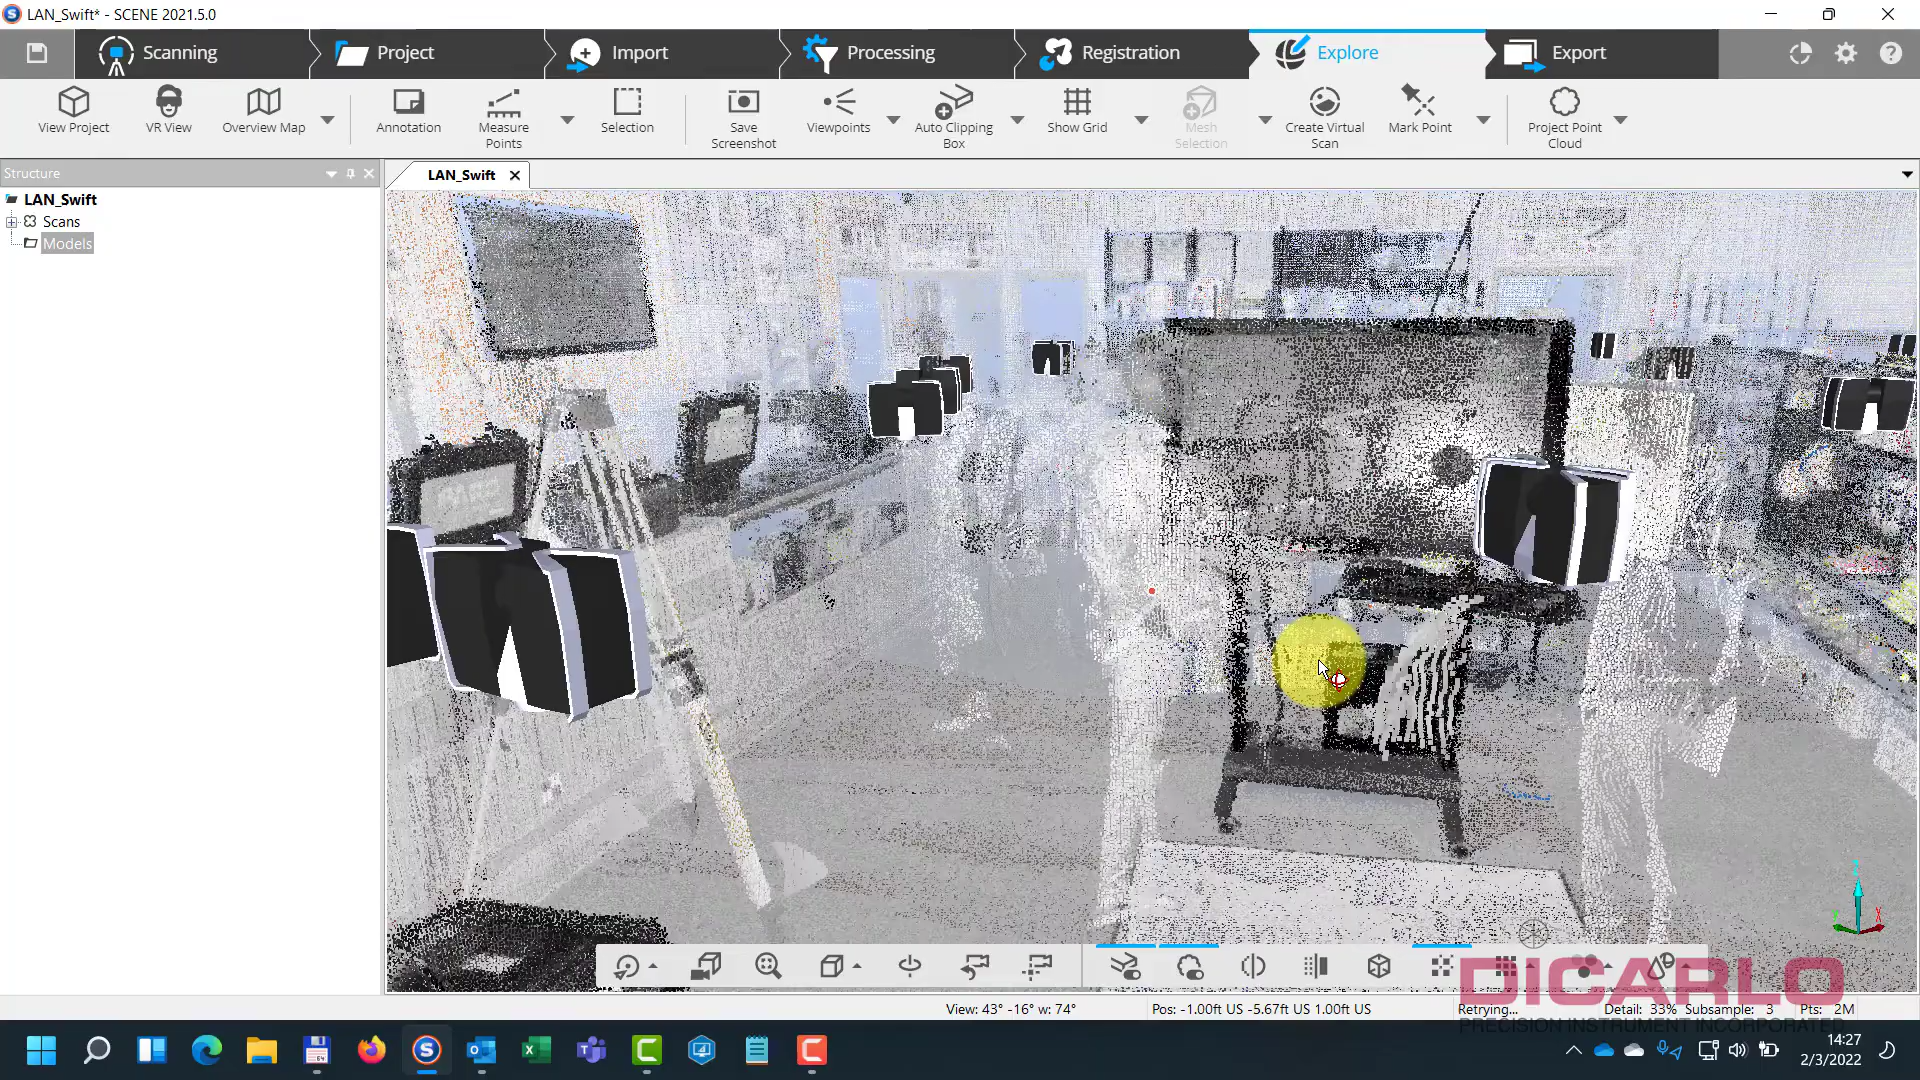 LAN_Swift* - SCENE 2021.5.0
Scanning
Project
Import
Processing
Registration
Explore
Export
View Project
VR View
Overview Map
Annotation
Measure
Points
Selection
Save
Screenshot
Viewpoints
Auto Clipping
Box
Show Grid
Mesh
Selection
Create Virtual
Scan
Mark Point
Project Point
Cloud
Structure
LAN_Swift
Scans
Models
LAN_Swift
DICARLO
PRECISION INSTRUMENT INCORPORATED
View: 43° -16° w: 74°
Pos: -1.00ft US -5.67ft US 1.00ft US
Retrying...
Detail: 33%
Subsample: 3
Pts: 2M
14:27
2/3/2022